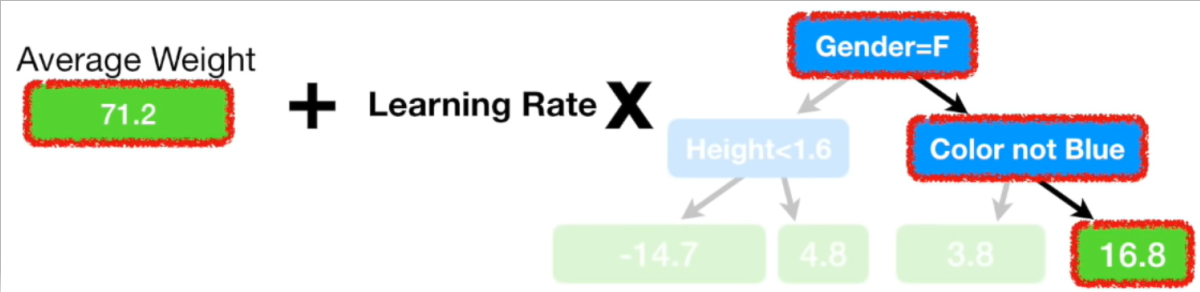 Average Weight
71.2
+
Learning Rate X
Gender=F
Height<1.6
Color not Blue
-14.7
4.8
3.8
16.8